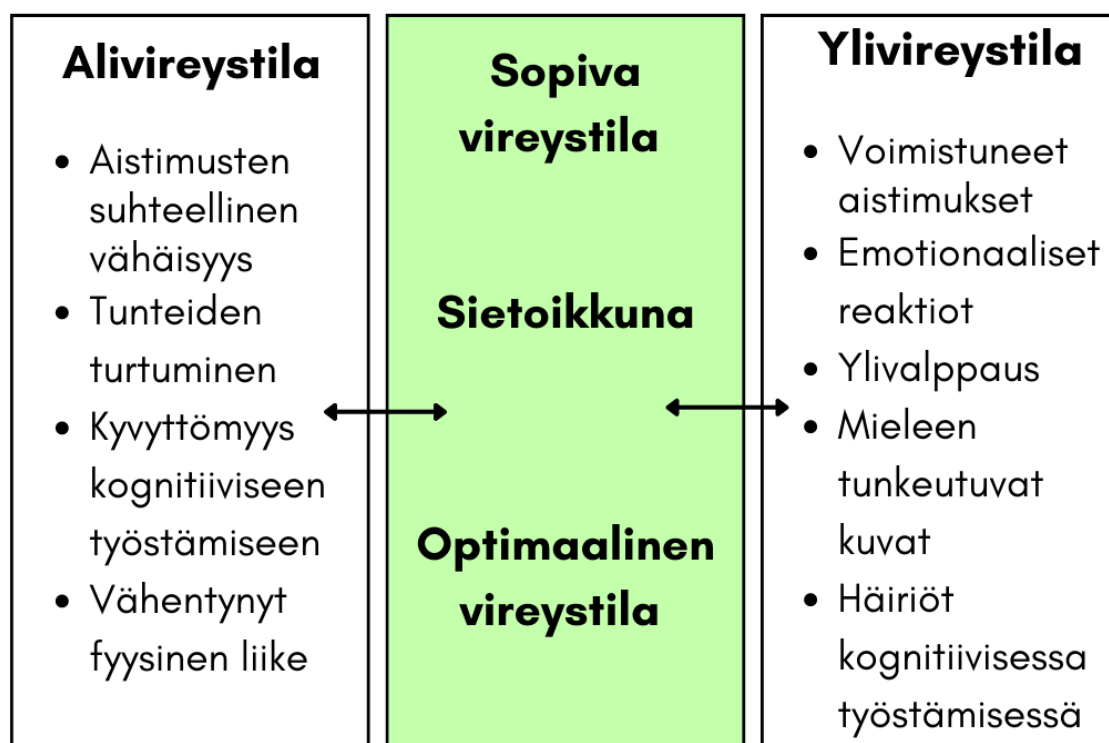 Alivireystila
• Aistimusten
suhteellinen
vähäisyys
• Tunteiden
turtuminen
• Kyvyttömyys
kognitiiviseen
työstämiseen
• Vähentynyt
fyysinen liike
Sopiva
vireystila
Sietoikkuna
Optimaalinen
vireystila
Ylivireystila
• Voimistuneet
aistimukset
• Emotionaaliset
reaktiot
• Ylivalppaus
• Mieleen
tunkeutuvat
kuvat
• Häiriöt
kognitiivisessa
työstämisessä